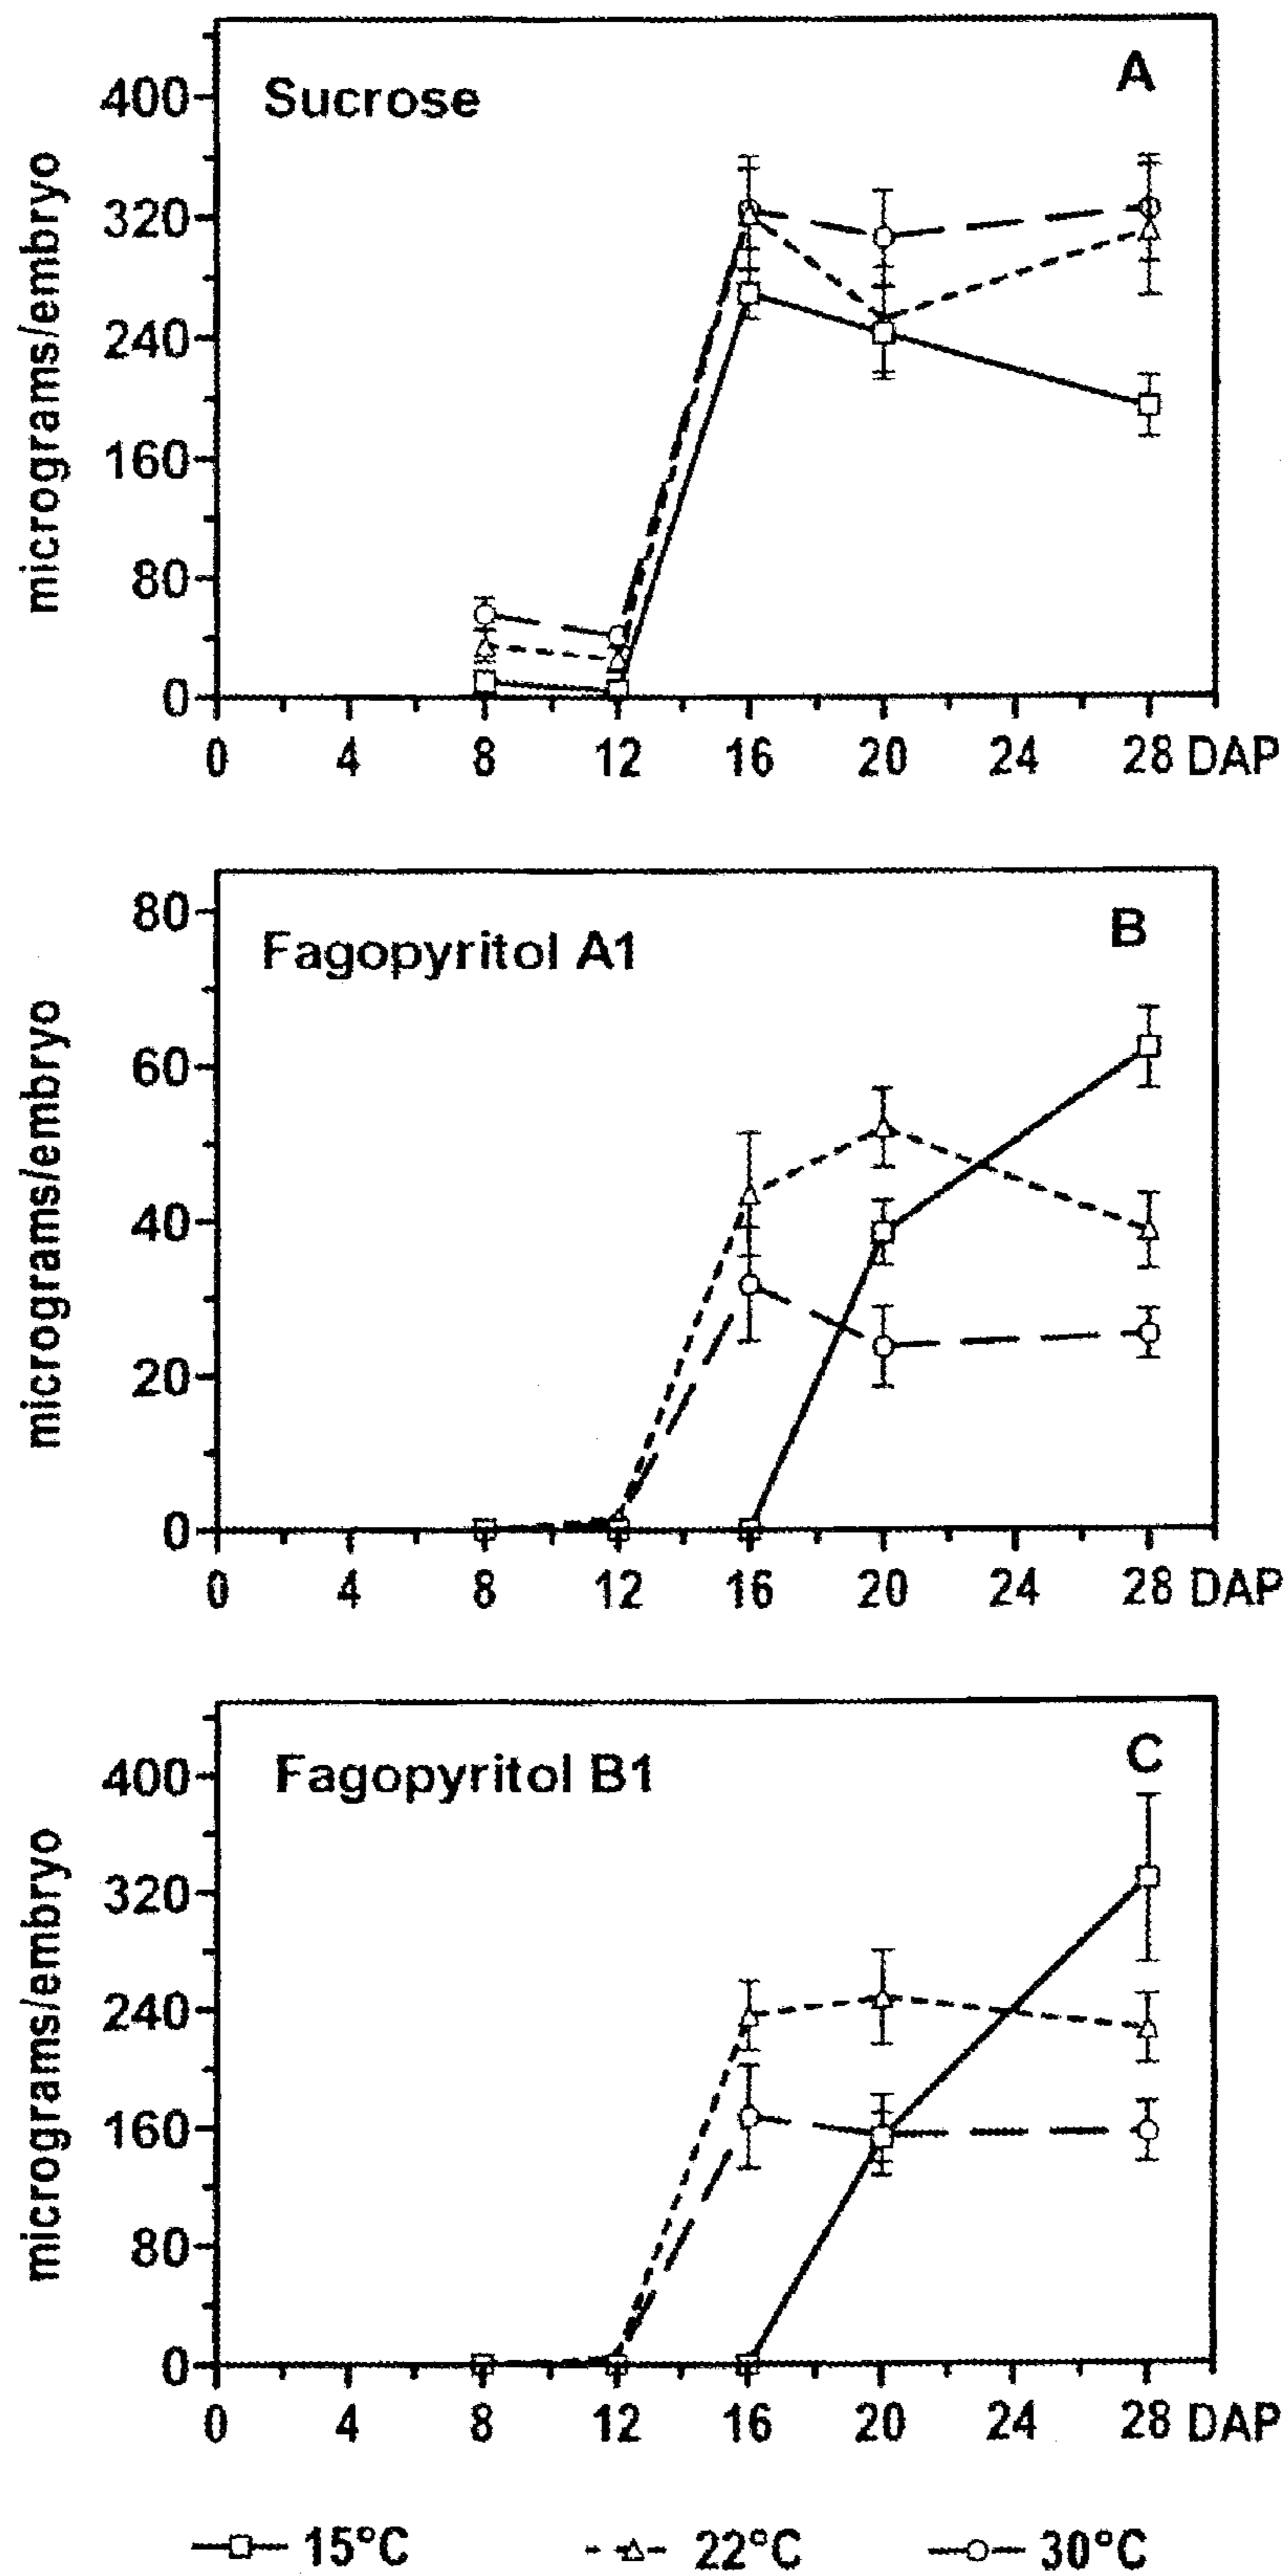 A
Sucrose
micrograms/embryo
400
320
240
160
80
0
0 4 8 12 16 20 24 28 DAP
B
Fagopyritol A1
micrograms/embryo
80
60
40
20
0
0 4 8 12 16 20 24 28 DAP
C
Fagopyritol B1
micrograms/embryo
400
320
240
160
80
0
0 4 8 12 16 20 24 28 DAP
15°C 22°C 30°C